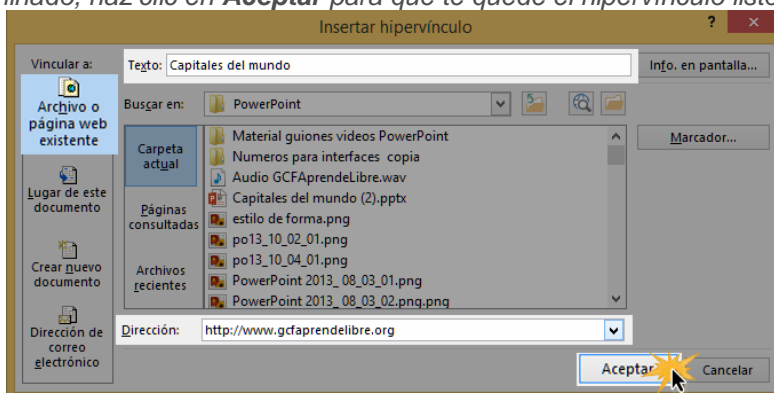 linado, haz clic en Aceptar para que te quede el hipervínculo liste
Insertar hipervínculo
?
Vincular a:
Texto: Capitales del mundo
Info. en pantalla...
Archivo o
página web
existente
Buscar en:
PowerPoint
Marcador...
Carpeta
actual
Material guiones videos PowerPoint
Numeros para interfaces copia
Audio GCFAprendeLibre.wav
Capitales del mundo (2).pptx
estilo de forma.png
po13_10_02_01.png
po13_10_04_01.png
PowerPoint 2013_ 08_03_01.png
PowerPoint 2013_ 08_03_02.png.png
Lugar de este
documento
Páginas
consultadas
Crear nuevo
documento
Archivos
recientes
Dirección de
correo
electrónico
Dirección:
http://www.gcfaprendelibre.org
Aceptar
Cancelar